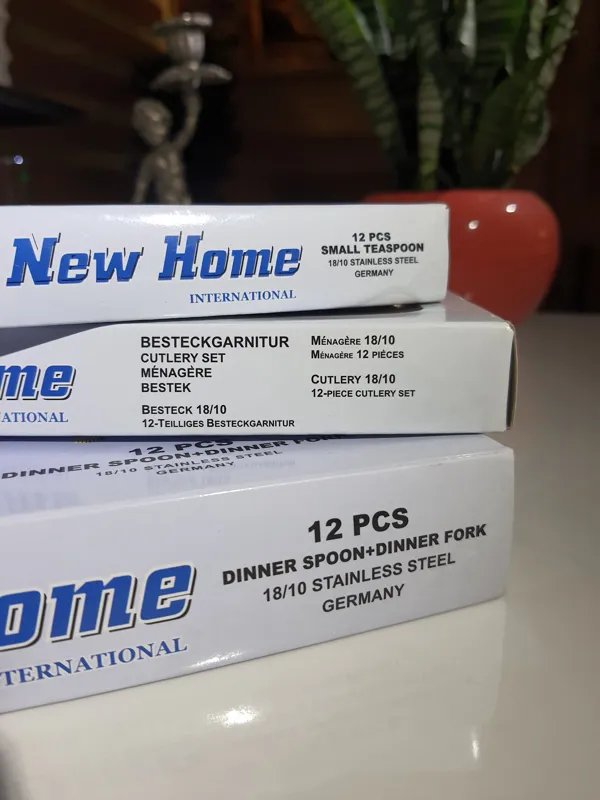 New Home
INTERNATIONAL
12 PCS
SMALL TEASPOON
18/10 STAINLESS STEEL
GERMANY
me
NATIONAL
BESTECKGARNITUR
CUTLERY SET
MÉNAGÈRE
BESTEK
BESTECK 18/10
12-TEILLIGES BESTECKGARNITUR
MÉNAGÈRE 18/10
MÉNAGÈRE 12 PIÈCES
CUTLERY 18/10
12-PIECE CUTLERY SET
12 PCS
DINNER SPOON+DINNER FORK
18/10 STAINLESS STEEL
GERMANY
ome
TERNATIONAL
12 PCS
DINNER SPOON+DINNER FORK
18/10 STAINLESS STEEL
GERMANY